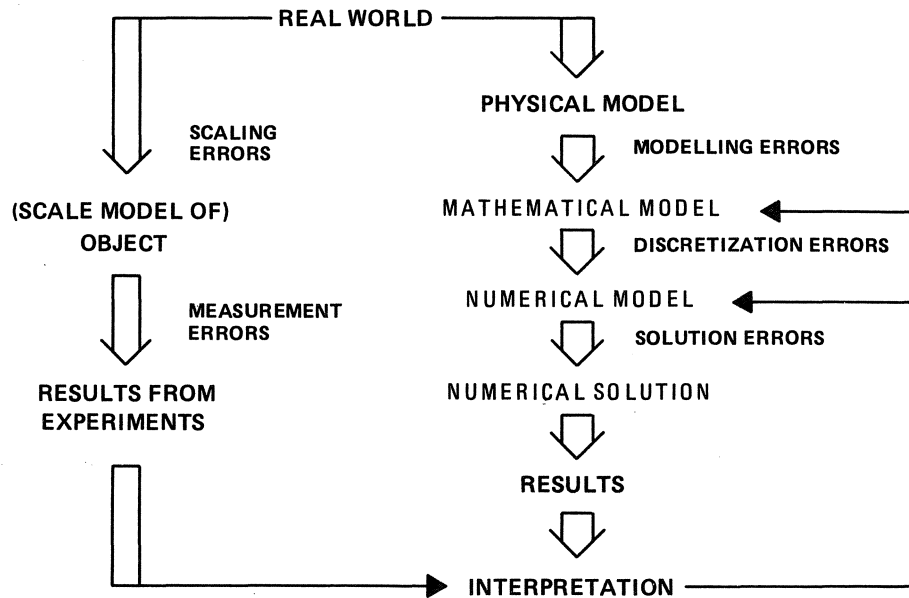 REAL WORLD
PHYSICAL MODEL
SCALING
ERRORS
MODELLING ERRORS
(SCALE MODEL OF)
OBJECT
MATHEMATICAL MODEL
DISCRETIZATION ERRORS
NUMERICAL MODEL
MEASUREMENT
ERRORS
SOLUTION ERRORS
RESULTS FROM
EXPERIMENTS
NUMERICAL SOLUTION
RESULTS
INTERPRETATION